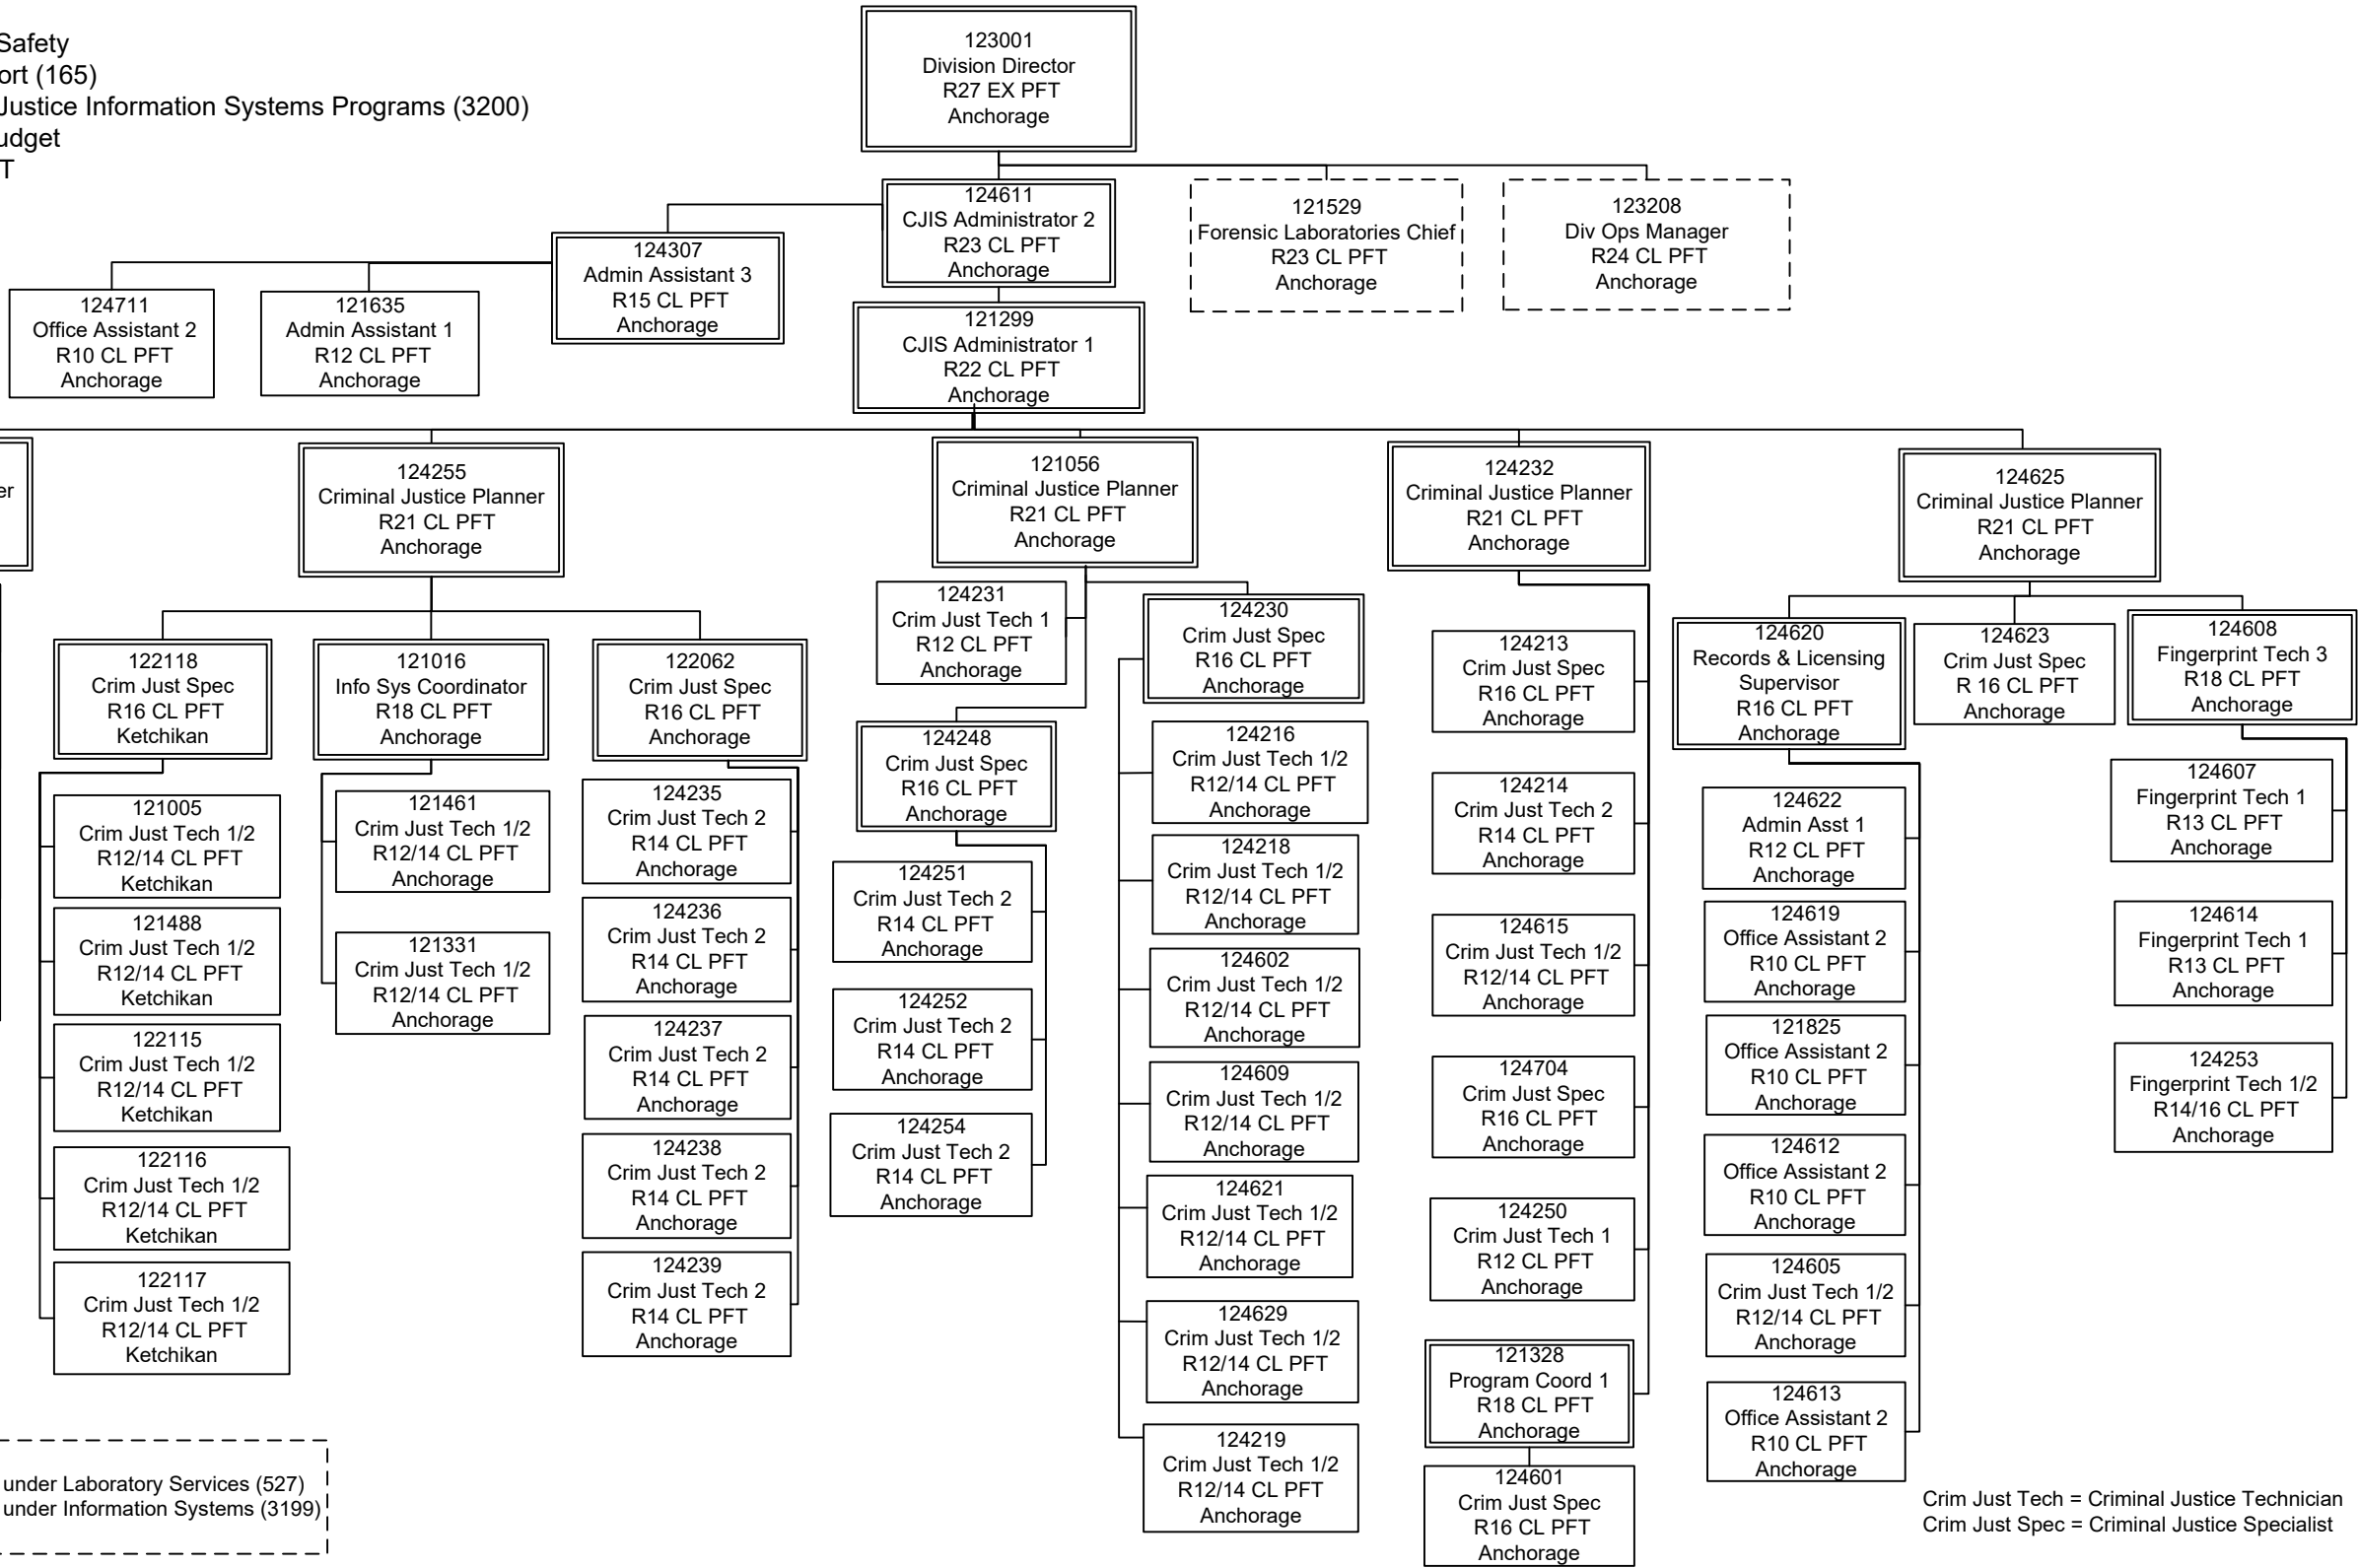 Safety
ort (165)
Justice Information Systems Programs (3200)
udget
T
123001
Division Director
R27 EX PFT
Anchorage
124611
CJIS Administrator 2
R23 CL PFT
Anchorage
121529
Forensic Laboratories Chief
R23 CL PFT
Anchorage
123208
Div Ops Manager
R24 CL PFT
Anchorage
124307
Admin Assistant 3
R15 CL PFT
Anchorage
124711
Office Assistant 2
R10 CL PFT
Anchorage
121635
Admin Assistant 1
R12 CL PFT
Anchorage
121299
CJIS Administrator 1
R22 CL PFT
Anchorage
er
124255
Criminal Justice Planner
R21 CL PFT
Anchorage
121056
Criminal Justice Planner
R21 CL PFT
Anchorage
124232
Criminal Justice Planner
R21 CL PFT
Anchorage
124625
Criminal Justice Planner
R21 CL PFT
Anchorage
122118
Crim Just Spec
R16 CL PFT
Ketchikan
121005
Crim Just Tech 1/2
R12/14 CL PFT
Ketchikan
121488
Crim Just Tech 1/2
R12/14 CL PFT
Ketchikan
122115
Crim Just Tech 1/2
R12/14 CL PFT
Ketchikan
122116
Crim Just Tech 1/2
R12/14 CL PFT
Ketchikan
122117
Crim Just Tech 1/2
R12/14 CL PFT
Ketchikan
121016
Info Sys Coordinator
R18 CL PFT
Anchorage
121461
Crim Just Tech 1/2
R12/14 CL PFT
Anchorage
121331
Crim Just Tech 1/2
R12/14 CL PFT
Anchorage
122062
Crim Just Spec
R16 CL PFT
Anchorage
124235
Crim Just Tech 2
R14 CL PFT
Anchorage
124236
Crim Just Tech 2
R14 CL PFT
Anchorage
124237
Crim Just Tech 2
R14 CL PFT
Anchorage
124238
Crim Just Tech 2
R14 CL PFT
Anchorage
124239
Crim Just Tech 2
R14 CL PFT
Anchorage
124231
Crim Just Tech 1
R12 CL PFT
Anchorage
124248
Crim Just Spec
R16 CL PFT
Anchorage
124251
Crim Just Tech 2
R14 CL PFT
Anchorage
124252
Crim Just Tech 2
R14 CL PFT
Anchorage
124254
Crim Just Tech 2
R14 CL PFT
Anchorage
124230
Crim Just Spec
R16 CL PFT
Anchorage
124216
Crim Just Tech 1/2
R12/14 CL PFT
Anchorage
124218
Crim Just Tech 1/2
R12/14 CL PFT
Anchorage
124602
Crim Just Tech 1/2
R12/14 CL PFT
Anchorage
124609
Crim Just Tech 1/2
R12/14 CL PFT
Anchorage
124621
Crim Just Tech 1/2
R12/14 CL PFT
Anchorage
124629
Crim Just Tech 1/2
R12/14 CL PFT
Anchorage
124219
Crim Just Tech 1/2
R12/14 CL PFT
Anchorage
124213
Crim Just Spec
R16 CL PFT
Anchorage
124214
Crim Just Tech 2
R14 CL PFT
Anchorage
124615
Crim Just Tech 1/2
R12/14 CL PFT
Anchorage
124704
Crim Just Spec
R16 CL PFT
Anchorage
124250
Crim Just Tech 1
R12 CL PFT
Anchorage
121328
Program Coord 1
R18 CL PFT
Anchorage
124601
Crim Just Spec
R16 CL PFT
Anchorage
124620
Records & Licensing
Supervisor
R16 CL PFT
Anchorage
124622
Admin Asst 1
R12 CL PFT
Anchorage
124619
Office Assistant 2
R10 CL PFT
Anchorage
121825
Office Assistant 2
R10 CL PFT
Anchorage
124612
Office Assistant 2
R10 CL PFT
Anchorage
124605
Crim Just Tech 1/2
R12/14 CL PFT
Anchorage
124613
Office Assistant 2
R10 CL PFT
Anchorage
124623
Crim Just Spec
R 16 CL PFT
Anchorage
124608
Fingerprint Tech 3
R18 CL PFT
Anchorage
124607
Fingerprint Tech 1
R13 CL PFT
Anchorage
124614
Fingerprint Tech 1
R13 CL PFT
Anchorage
124253
Fingerprint Tech 1/2
R14/16 CL PFT
Anchorage
under Laboratory Services (527)
under Information Systems (3199)
Crim Just Tech = Criminal Justice Technician
Crim Just Spec = Criminal Justice Specialist